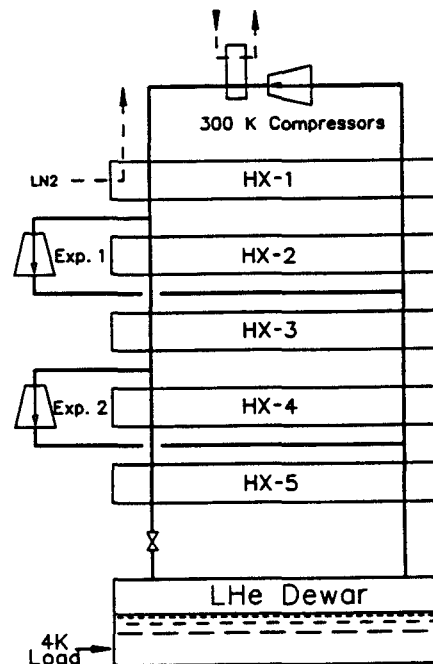 300 K Compressors
LN2
HX-1
Exp. 1
HX-2
HX-3
Exp. 2
HX-4
HX-5
LHe Dewar
4K
Load